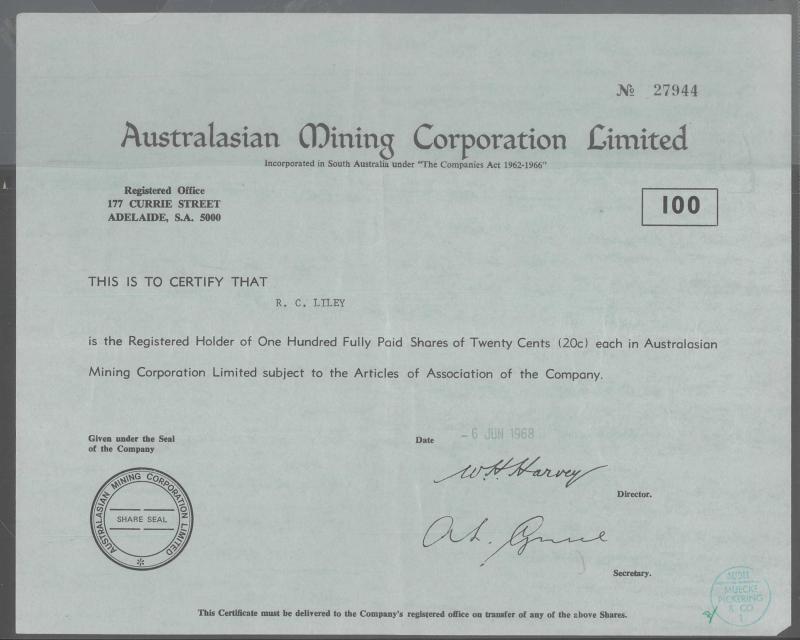 № 27944
Australasian Mining Corporation Limited
Incorporated in South Australia under "The Companies Act 1962-1966"
Registered Office
177 CURRIE STREET
ADELAIDE, S.A. 5000
100
THIS IS TO CERTIFY THAT
R. C. LILEY
is the Registered Holder of One Hundred Fully Paid Shares of Twenty Cents (20c) each in Australasian
Mining Corporation Limited subject to the Articles of Association of the Company.
Given under the Seal
of the Company
Date
-6 JUN 1968
AUSTRALASIAN MINING CORPORATION LIMITED
SHARE SEAL
W.H. Harvey
Director.
Secretary.
MUECKE
PICKERING
& CO
1
This Certificate must be delivered to the Company's registered office on transfer of any of the above Shares.